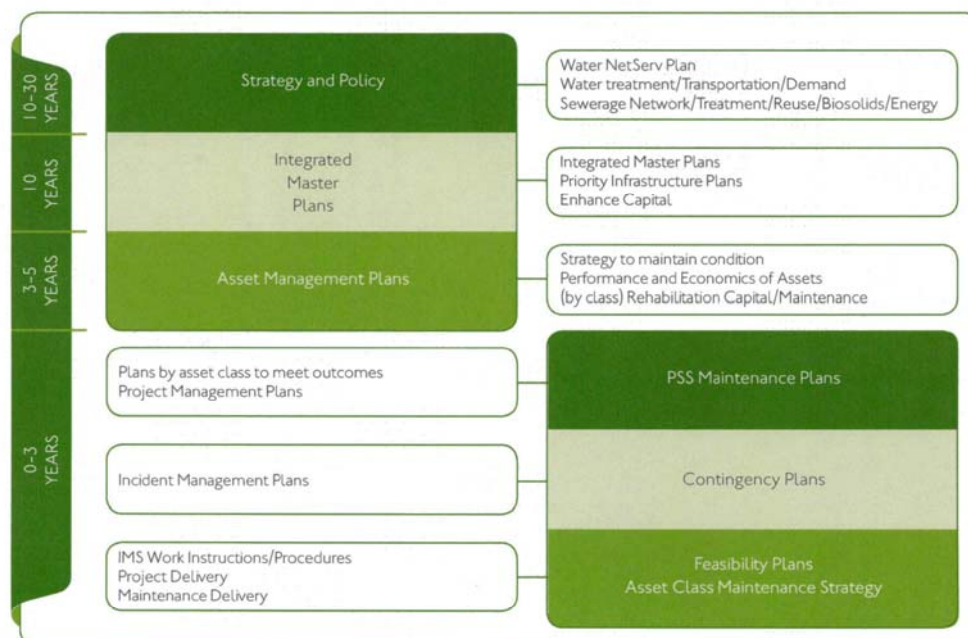 10-30
YEARS
Strategy and Policy
Water NetServ Plan
Water treatment/Transportation/Demand
Sewerage Network/Treatment/Reuse/Biosolids/Energy
10
YEARS
Integrated
Master
Plans
Integrated Master Plans
Priority Infrastructure Plans
Enhance Capital
3-5
YEARS
Asset Management Plans
Strategy to maintain condition
Performance and Economics of Assets
(by class) Rehabilitation Capital/Maintenance
0-3
YEARS
Plans by asset class to meet outcomes
Project Management Plans
PSS Maintenance Plans
Incident Management Plans
Contingency Plans
IMS Work Instructions/Procedures
Project Delivery
Maintenance Delivery
Feasibility Plans
Asset Class Maintenance Strategy